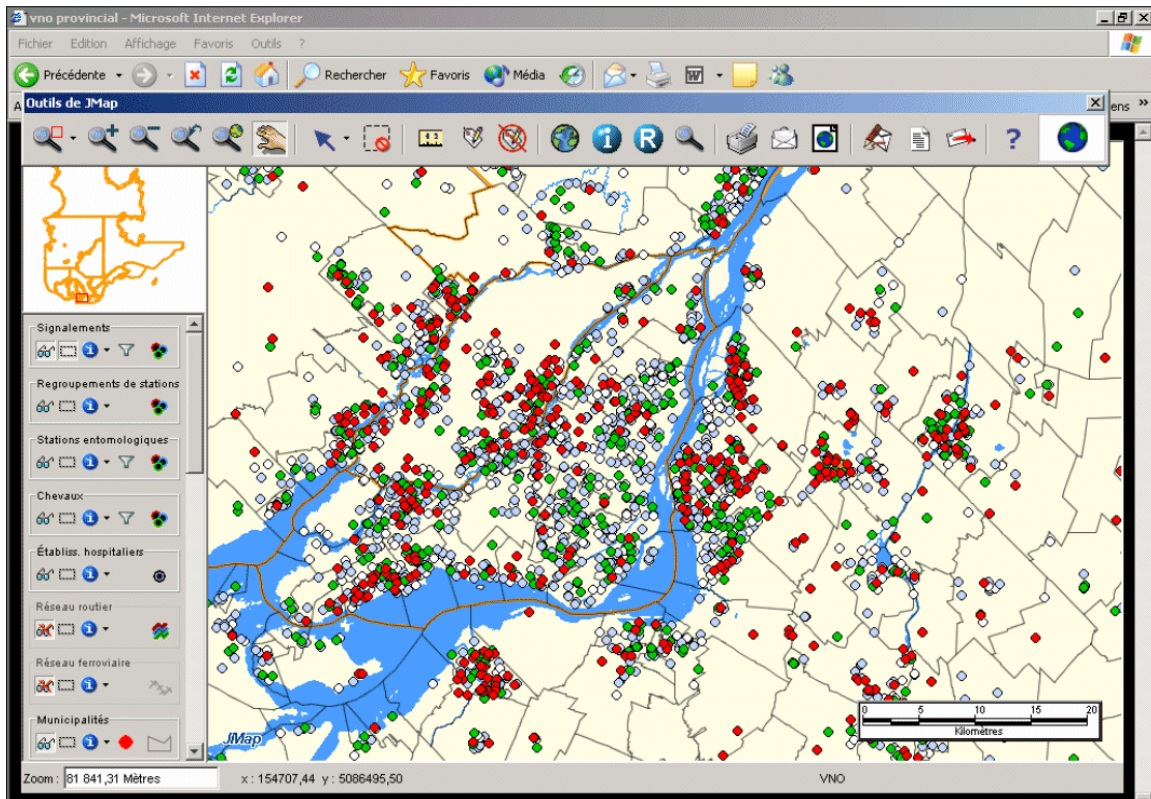 vno provincial - Microsoft Internet Explorer
Fichier Edition Affichage Favoris Outils ?
Précédente Rechercher Favoris Média
A
ens »
Outils de JMap
Signalements
Regroupements de stations
Stations entomologiques
Chevaux
Établiss. hospitaliers
Réseau routier
Réseau ferroviaire
Municipalités
JMap
0 5 10 15 20
Kilomètres
Zoom : 81 841,31 Mètres x : 154707,44 y : 5086495,50 VNO